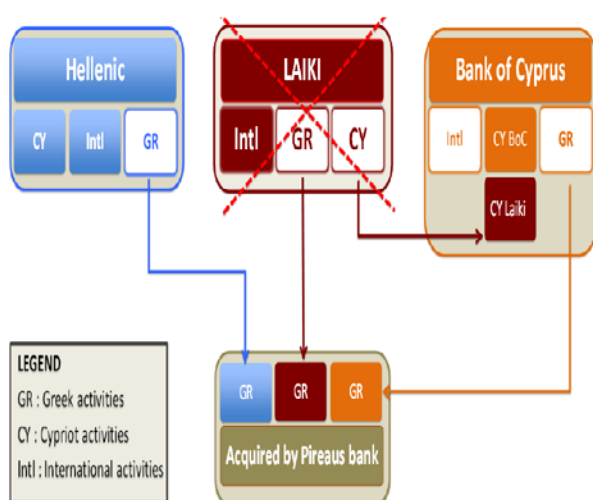 Hellenic
CY Intl GR
LAIKI
Intl GR CY
Bank of Cyprus
Intl CY BoC GR
CY Laiki
LEGEND
GR : Greek activities
CY : Cypriot activities
Intl : International activities
GR GR GR
Acquired by Pireaus bank